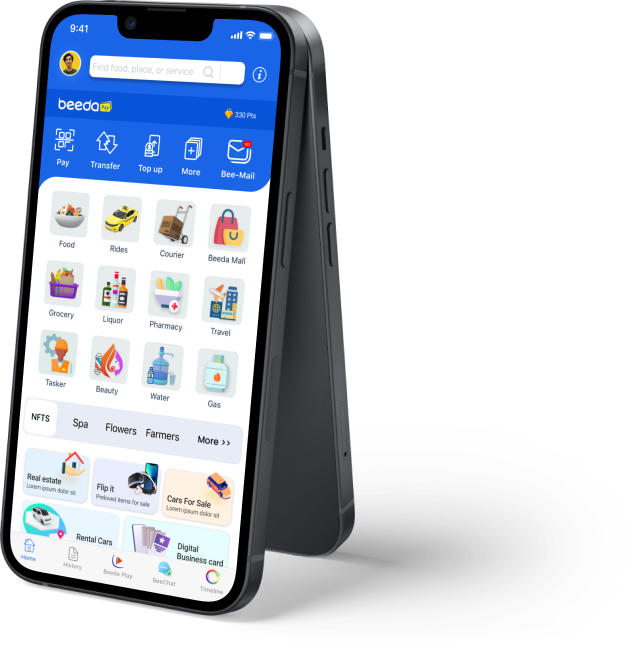 9:41
Find food, place, or service
beeda Pay
330 Pts
Pay
Transfer
Top up
More
Bee-Mail
Food
Rides
Courier
Beeda Mall
Grocery
Liquor
Pharmacy
Travel
Tasker
Beauty
Water
Gas
NFTS
Spa
Flowers
Farmers
More >>
Real estate
Lorem ipsum dolor sit
Flip it
Preloved items for sale
Cars For Sale
Lorem ipsum dolor sit
Rental Cars
Digital
Business card
Home
History
Beeda Play
BeeChat
Timeline